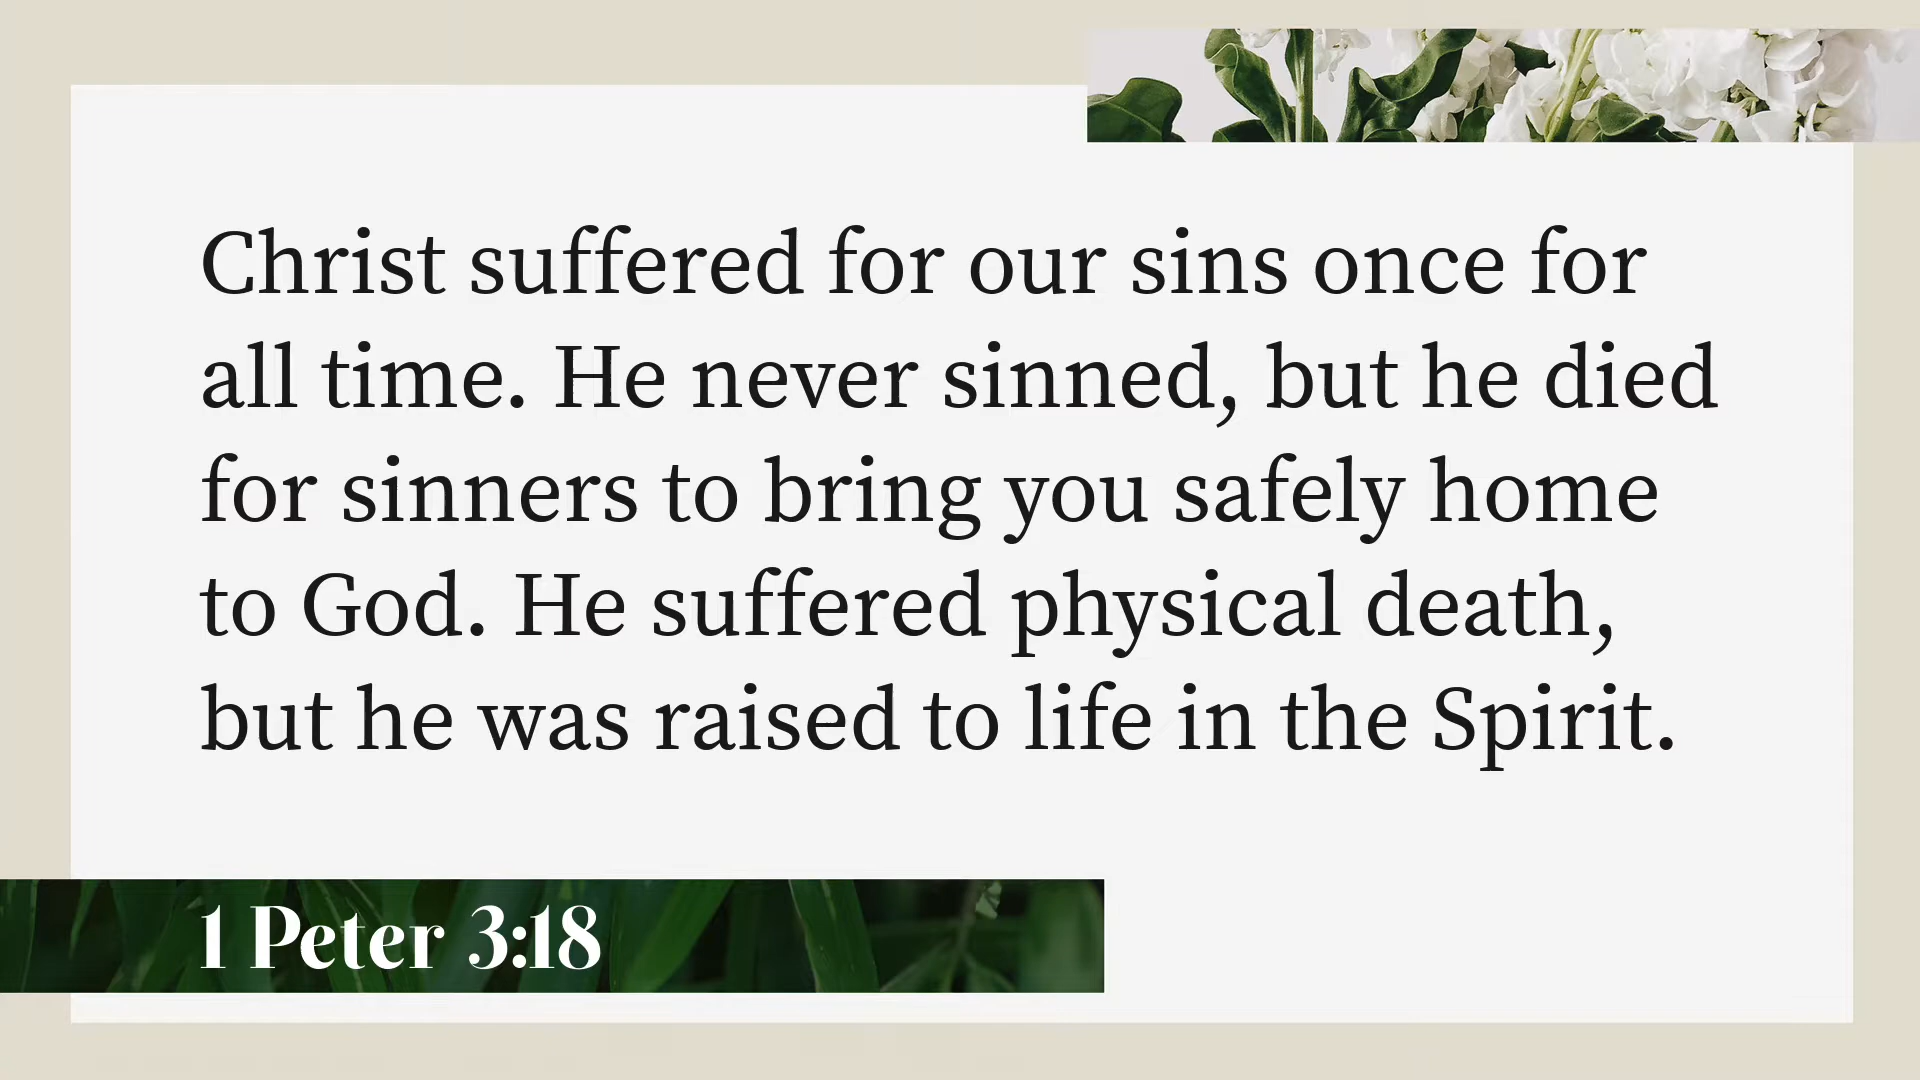 Christ suffered for our sins once for
all time. He never sinned, but he died
for sinners to bring you safely home
to God. He suffered physical death,
but he was raised to life in the Spirit.
1 Peter 3:18